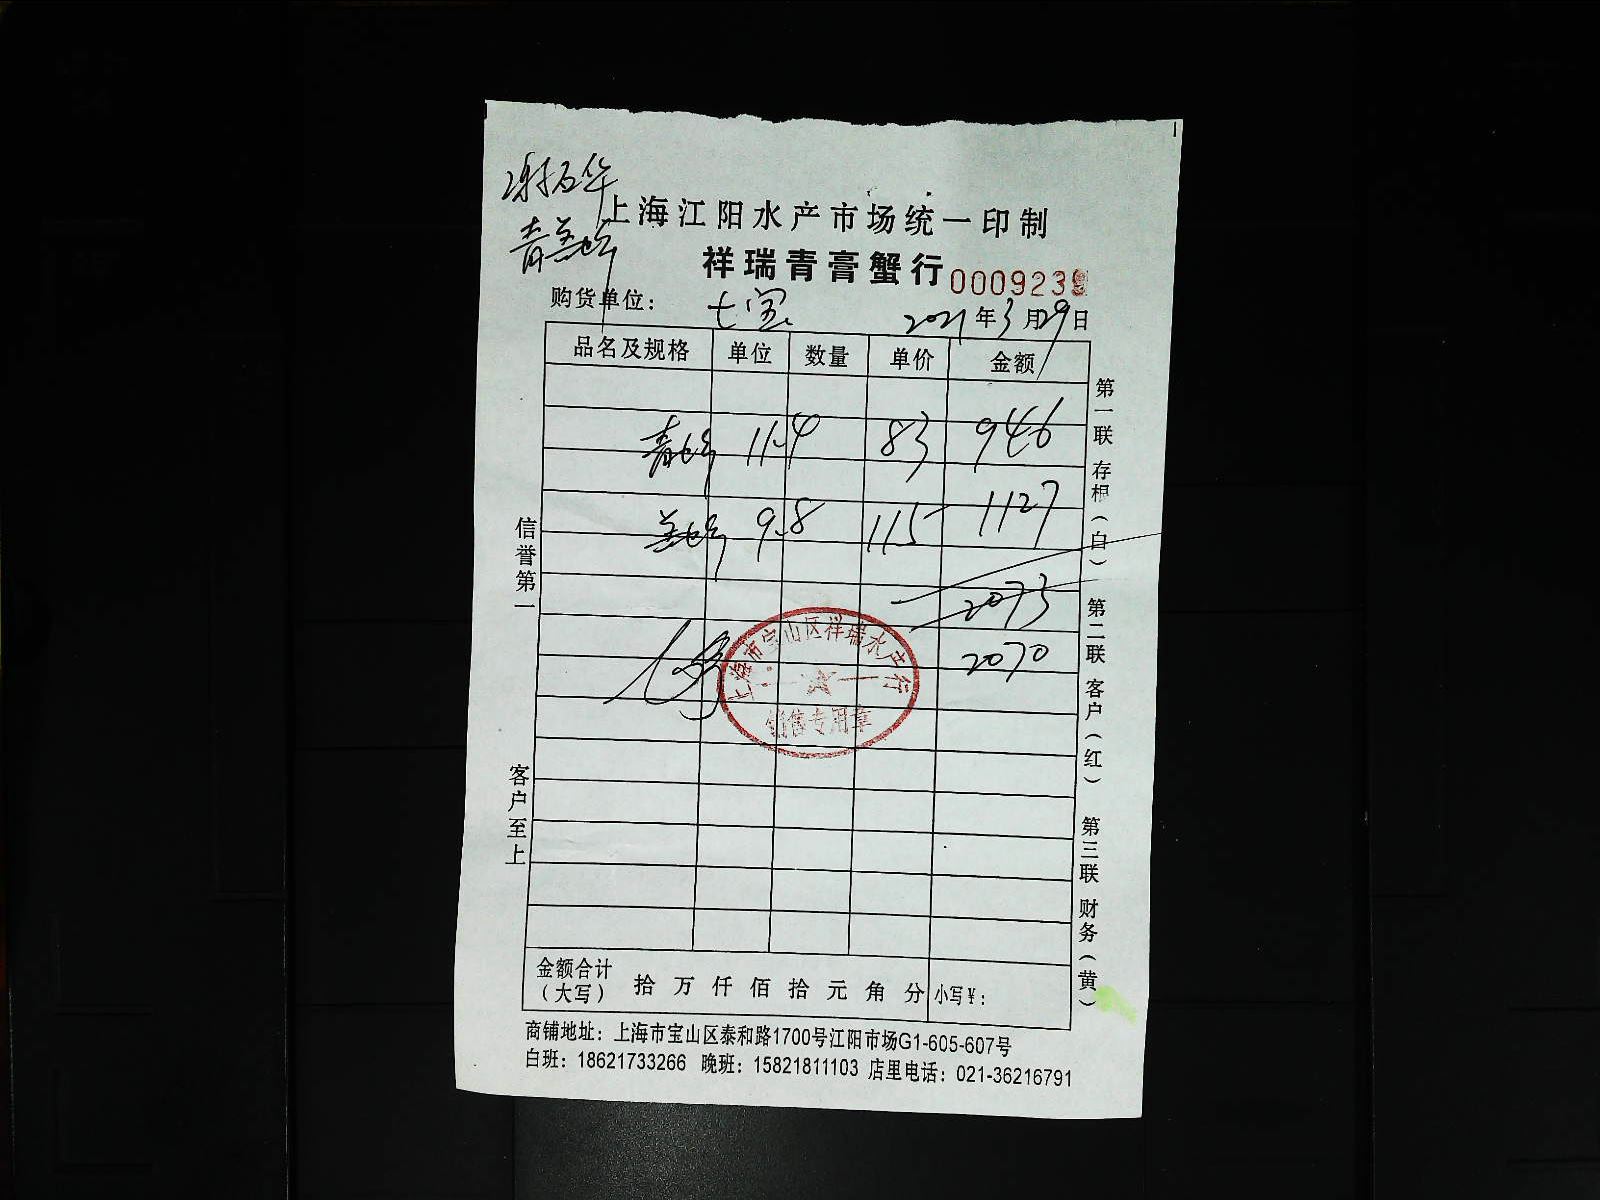 上海江阳水产市场统一印制
祥瑞青膏蟹行 000923
购货单位： 七宝 2021年3月29日
品名及规格 单位 数量 单价 金额
青 11.4 83 946
9.8 115 1127
2073
2070
上海市宝山区祥瑞水产行
销售专用章
金额合计（大写） 拾 万 仟 佰 拾 元 角 分 小写￥：
商铺地址：上海市宝山区泰和路1700号江阳市场G1-605-607号
白班：18621733266 晚班：15821811103 店里电话：021-36216791
信誉第一
客户至上
第一联 存根（白） 第二联 客户（红） 第三联 财务（黄）